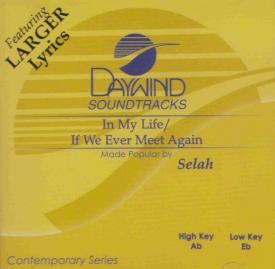 Featuring
LARGER
Lyrics
DAYWIND
SOUNDTRACKS
In My Life/
If We Ever Meet Again
Made Popular by
Selah
High Key
Ab
Low Key
Eb
Contemporary Series